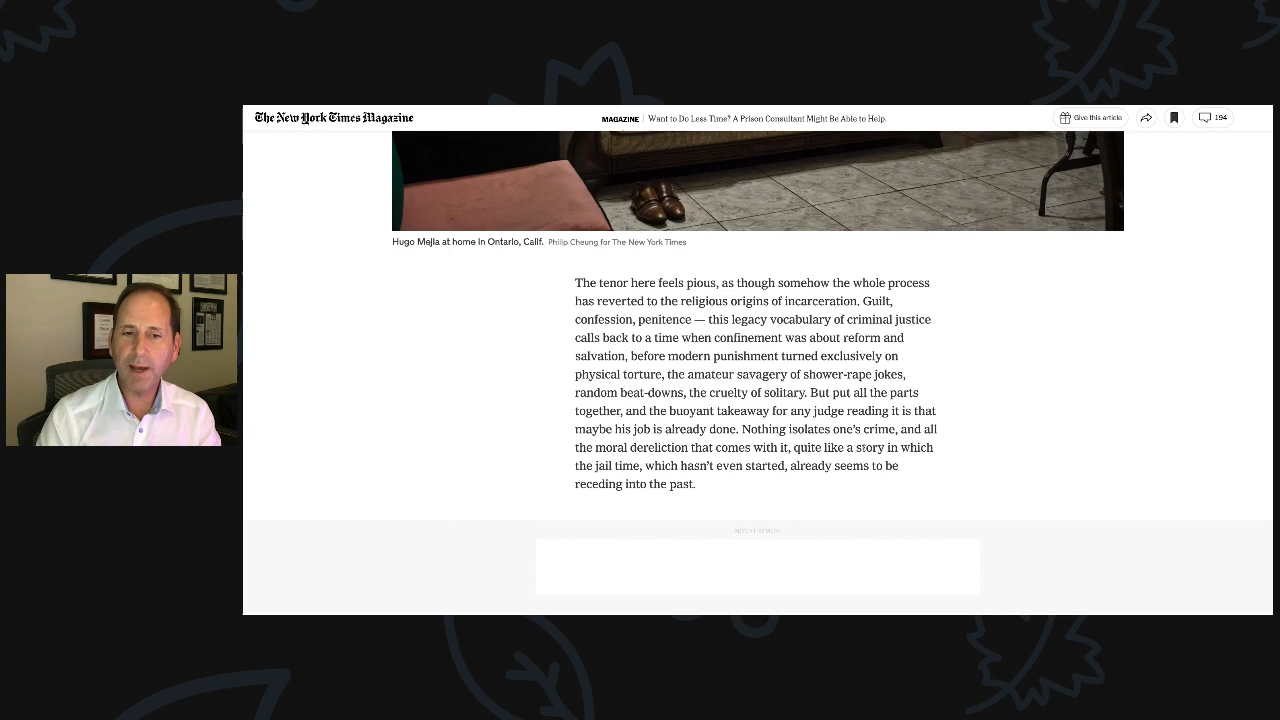 The New York Times Magazine
MAGAZINE | Want to Do Less Time? A Prison Consultant Might Be Able to Help.
Give this article
194
Hugo Mejia at home in Ontario, Calif. Philip Cheung for The New York Times
The tenor here feels pious, as though somehow the whole process
has reverted to the religious origins of incarceration. Guilt,
confession, penitence — this legacy vocabulary of criminal justice
calls back to a time when confinement was about reform and
salvation, before modern punishment turned exclusively on
physical torture, the amateur savagery of shower-rape jokes,
random beat-downs, the cruelty of solitary. But put all the parts
together, and the buoyant takeaway for any judge reading it is that
maybe his job is already done. Nothing isolates one's crime, and all
the moral dereliction that comes with it, quite like a story in which
the jail time, which hasn't even started, already seems to be
receding into the past.
ADVERTISEMENT